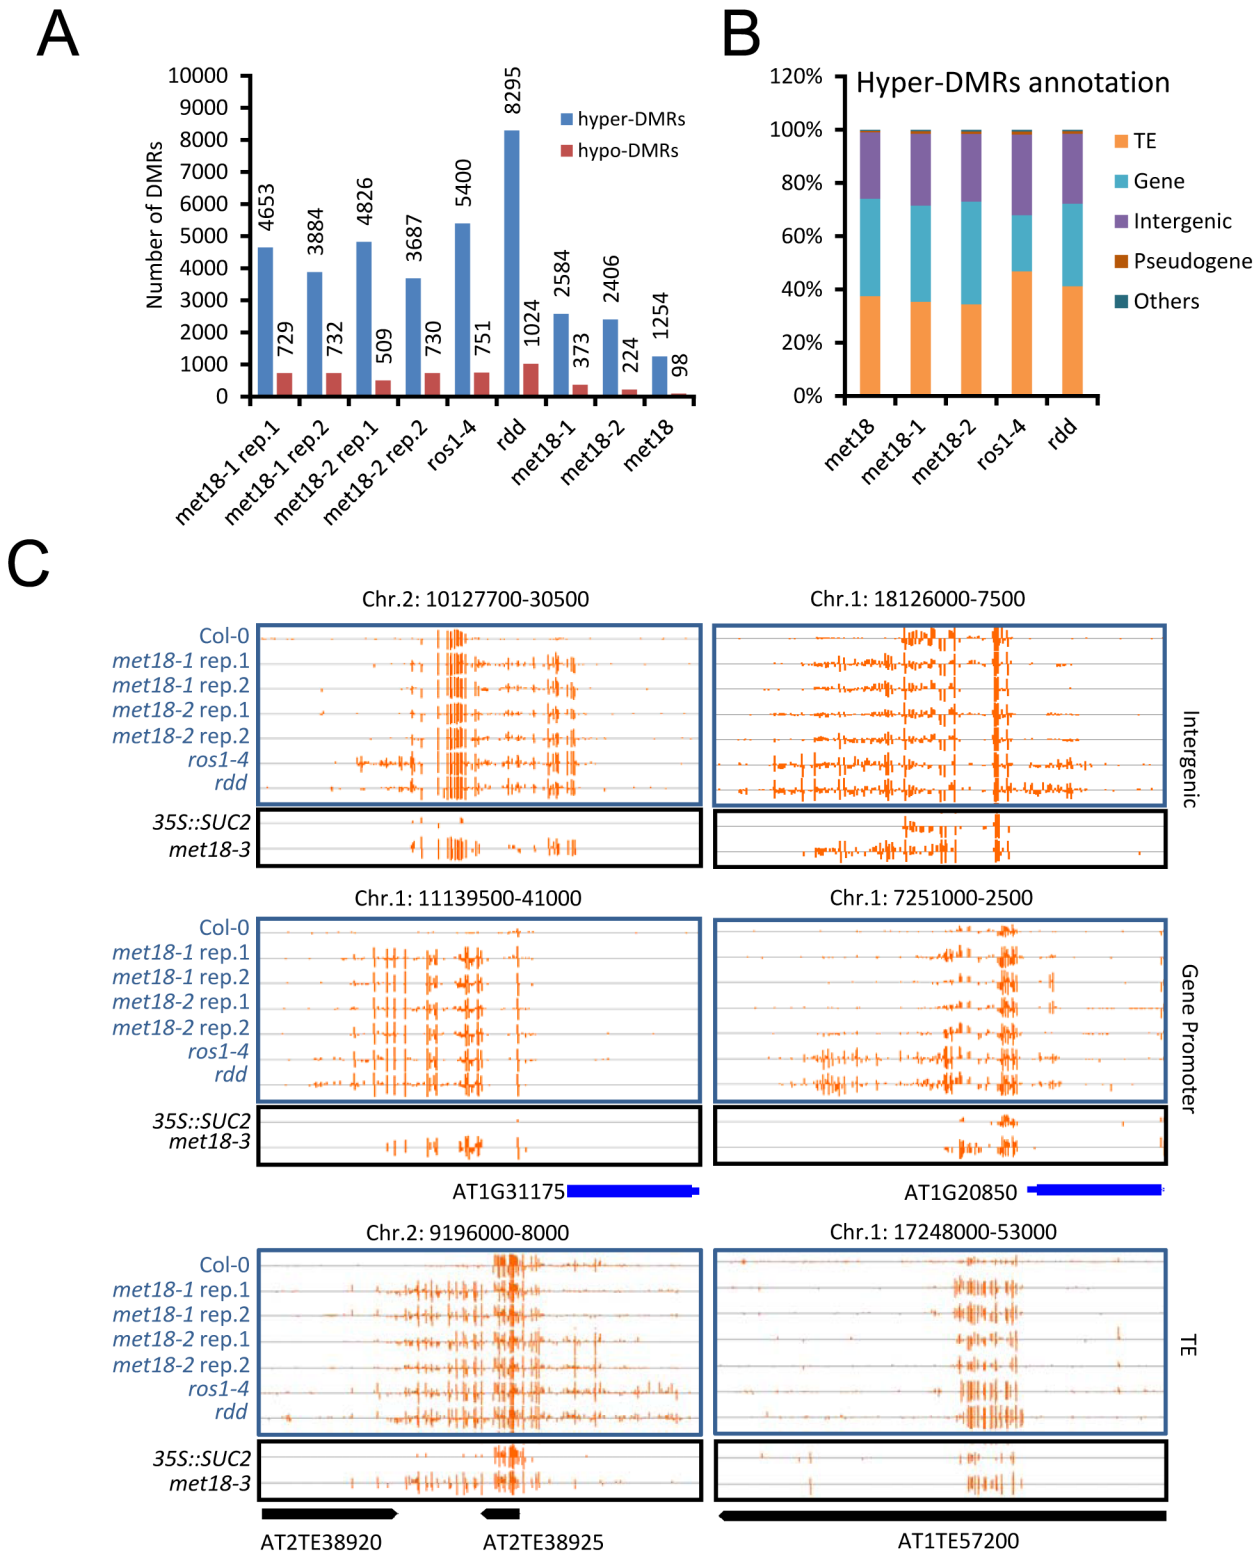 A
B
10000
9000
8000
7000
6000
5000
4000
3000
2000
1000
0
Number of DMRs
4653
729
3884
732
4826
509
3687
730
5400
751
8295
1024
2584
373
2406
224
1254
98
hyper-DMRs
hypo-DMRs
met18-1 rep.1
met18-1 rep.2
met18-2 rep.1
met18-2 rep.2
ros1-4
rdd
met18-1
met18-2
met18
120%
100%
80%
60%
40%
20%
0%
Hyper-DMRs annotation
TE
Gene
Intergenic
Pseudogene
Others
met18
met18-1
met18-2
ros1-4
rdd
C
Chr.2: 10127700-30500
Chr.1: 18126000-7500
Col-0
met18-1 rep.1
met18-1 rep.2
met18-2 rep.1
met18-2 rep.2
ros1-4
rdd
35S::SUC2
met18-3
Intergenic
Chr.1: 11139500-41000
Chr.1: 7251000-2500
Col-0
met18-1 rep.1
met18-1 rep.2
met18-2 rep.1
met18-2 rep.2
ros1-4
rdd
35S::SUC2
met18-3
Gene Promoter
AT1G31175
AT1G20850
Chr.2: 9196000-8000
Chr.1: 17248000-53000
Col-0
met18-1 rep.1
met18-1 rep.2
met18-2 rep.1
met18-2 rep.2
ros1-4
rdd
35S::SUC2
met18-3
TE
AT2TE38920
AT2TE38925
AT1TE57200